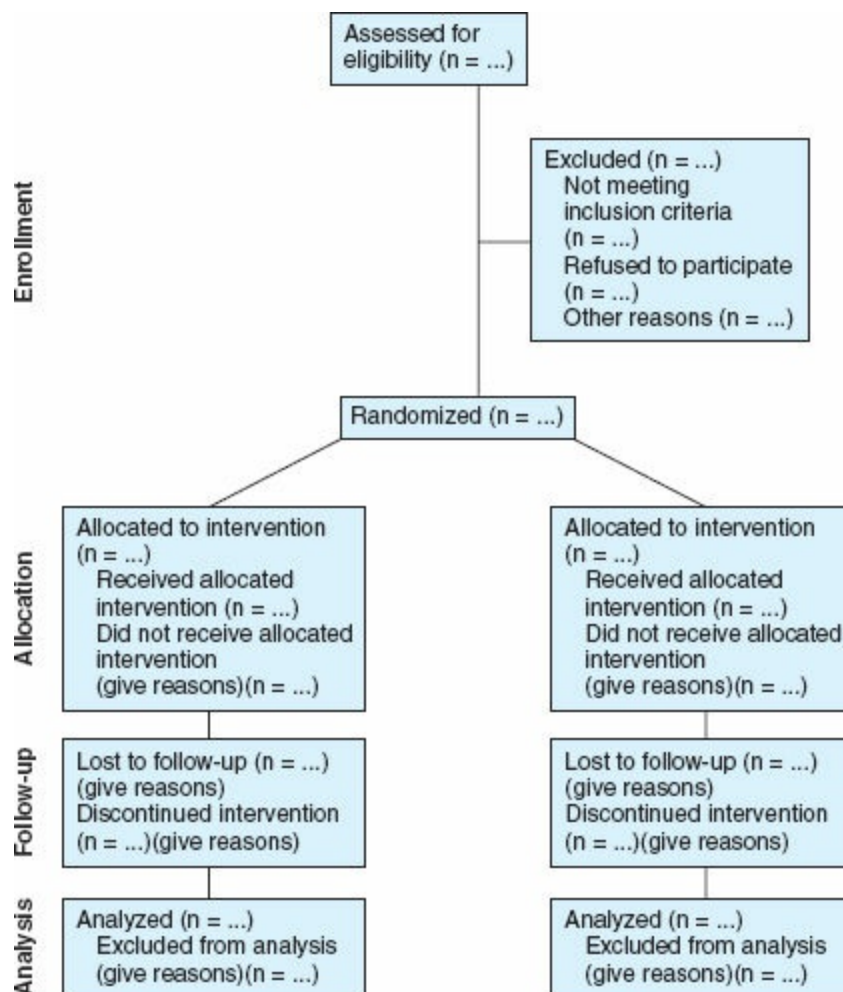 Assessed for
eligibility (n = ...)
Enrollment
Excluded (n = ...)
Not meeting
inclusion criteria
(n = ...)
Refused to participate
(n = ...)
Other reasons (n = ...)
Randomized (n = ...)
Allocation
Allocated to intervention
(n = ...)
Received allocated
intervention (n = ...)
Did not receive allocated
intervention
(give reasons)(n = ...)
Allocated to intervention
(n = ...)
Received allocated
intervention (n = ...)
Did not receive allocated
intervention
(give reasons)(n = ...)
Follow-up
Lost to follow-up (n = ...)
(give reasons)
Discontinued intervention
(n = ...)(give reasons)
Lost to follow-up (n = ...)
(give reasons)
Discontinued intervention
(n = ...)(give reasons)
Analysis
Analyzed (n = ...)
Excluded from analysis
(give reasons)(n = ...)
Analyzed (n = ...)
Excluded from analysis
(give reasons)(n = ...)